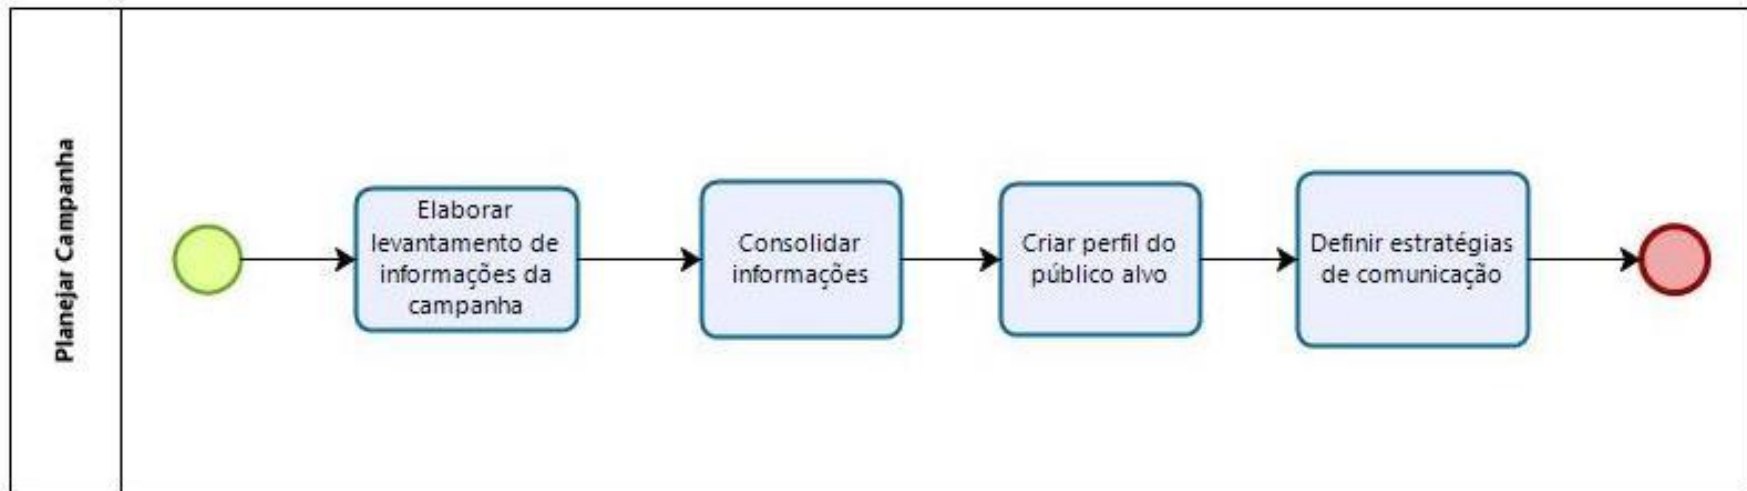 Planejar Campanha
Elaborar
levantamento de
informações da
campanha
Consolidar
informações
Criar perfil do
público alvo
Definir estratégias
de comunicação